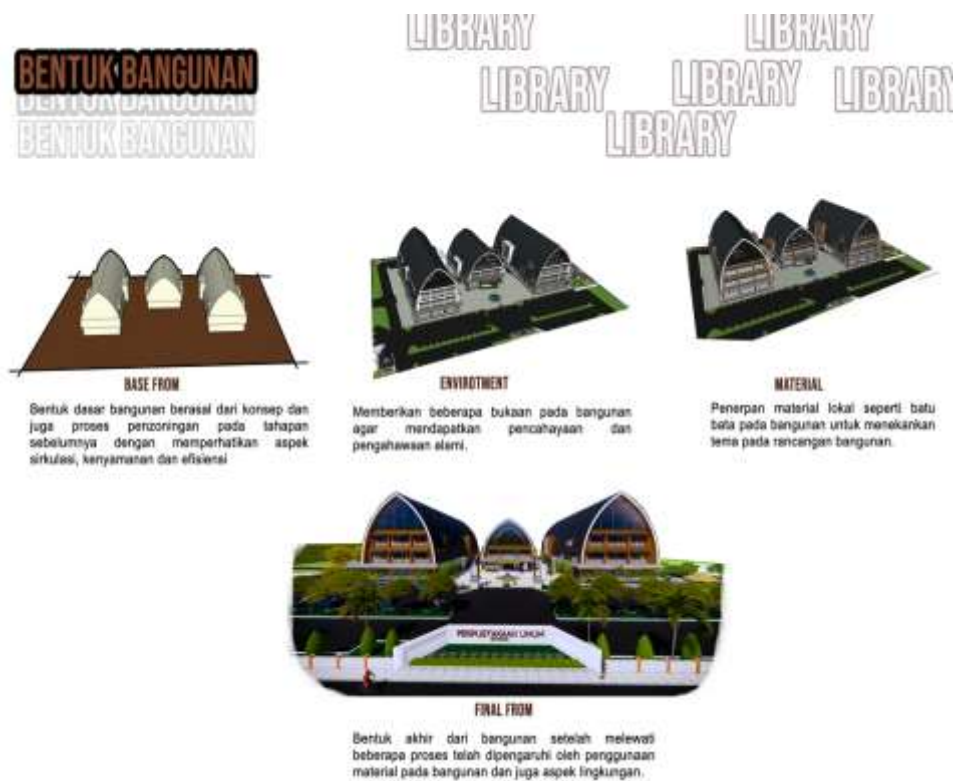 LIBRARY
LIBRARY
BENTUK BANGUNAN
LIBRARY
LIBRARY
LIBRARY
BENTUK BANGUNAN
LIBRARY
BENTUK BANGUNAN
BASE FROM
Bentuk dasar bangunan berasal dari konsep dan
juga proses penzoningan pada tahapan
sebelumnya dengan memperhatikan aspek
sirkulasi, kenyamanan dan efisiensi
ENVIROTMENT
Memberikan beberapa bukaan pada bangunan
agar mendapatkan pencahayaan dan
pengahawaan alami.
MATERIAL
Penerpan material lokal seperti batu
bata pada bangunan untuk menekankan
tema pada rancangan bangunan.
PERPUSTAKAAN UMUM
FINAL FROM
Bentuk akhir dari bangunan setelah melewati
beberapa proses telah dipengaruhi oleh penggunaan
material pada bangunan dan juga aspek lingkungan.